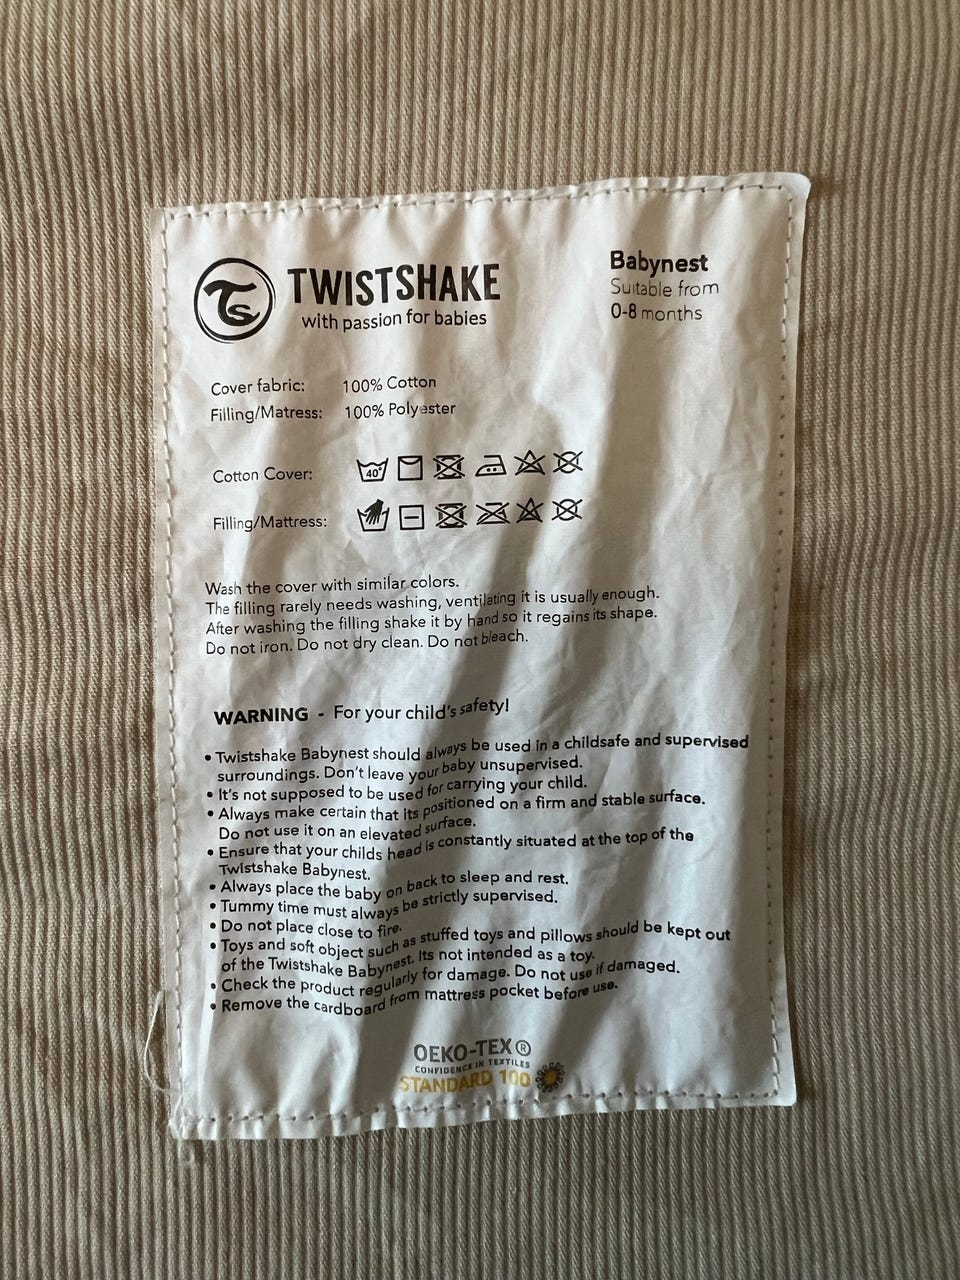 TS
TWISTSHAKE
with passion for babies
Babynest
Suitable from
0-8 months
Cover fabric: 100% Cotton
Filling/Matress: 100% Polyester
Cotton Cover: 40°
Filling/Mattress:
Wash the cover with similar colors.
The filling rarely needs washing, ventilating it is usually enough.
After washing the filling shake it by hand so it regains its shape.
Do not iron. Do not dry clean. Do not bleach.
WARNING - For your child's safety!
• Twistshake Babynest should always be used in a childsafe and supervised
surroundings. Don't leave your baby unsupervised.
• It's not supposed to be used for carrying your child.
• Always make certain that its positioned on a firm and stable surface.
Do not use it on an elevated surface.
• Ensure that your childs head is constantly situated at the top of the
Twistshake Babynest.
• Always place the baby on back to sleep and rest.
• Tummy time must always be strictly supervised.
• Do not place close to fire.
• Toys and soft object such as stuffed toys and pillows should be kept out
of the Twistshake Babynest. Its not intended as a toy.
• Check the product regularly for damage. Do not use if damaged.
• Remove the cardboard from mattress pocket before use.
OEKO-TEX®
CONFIDENCE IN TEXTILES
STANDARD 100